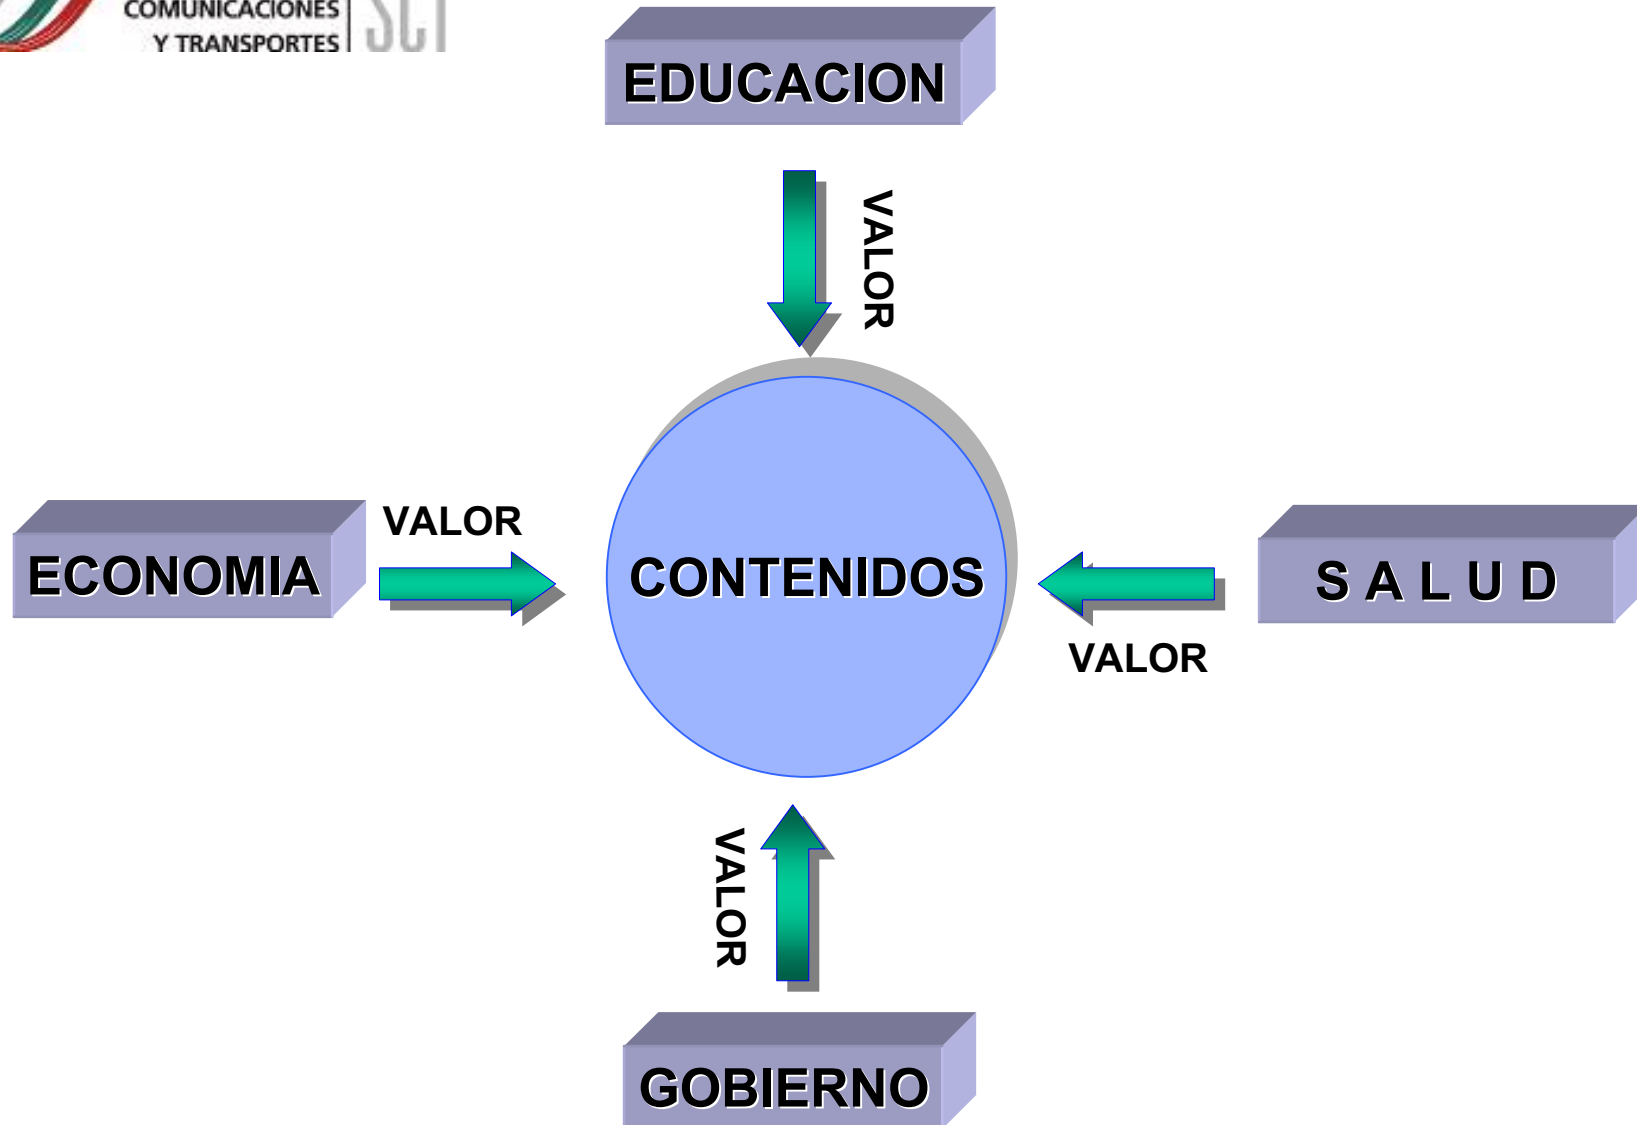 COMUNICACIONES
Y TRANSPORTES
SCT
EDUCACION
VALOR
VALOR
ECONOMIA
CONTENIDOS
S A L U D
VALOR
VALOR
GOBIERNO